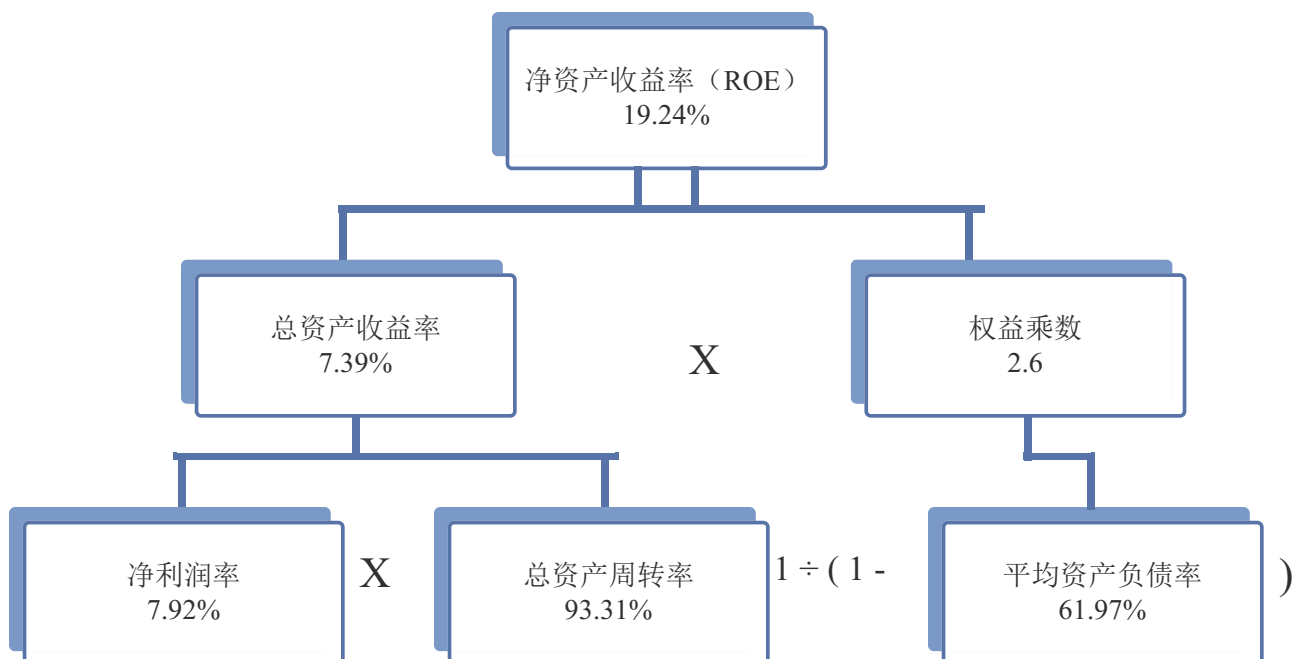 净资产收益率（ROE）
19.24%
总资产收益率
7.39%
X
权益乘数
2.6
净利润率
7.92%
X
总资产周转率
93.31%
1 ÷ ( 1 -
平均资产负债率
61.97%
)